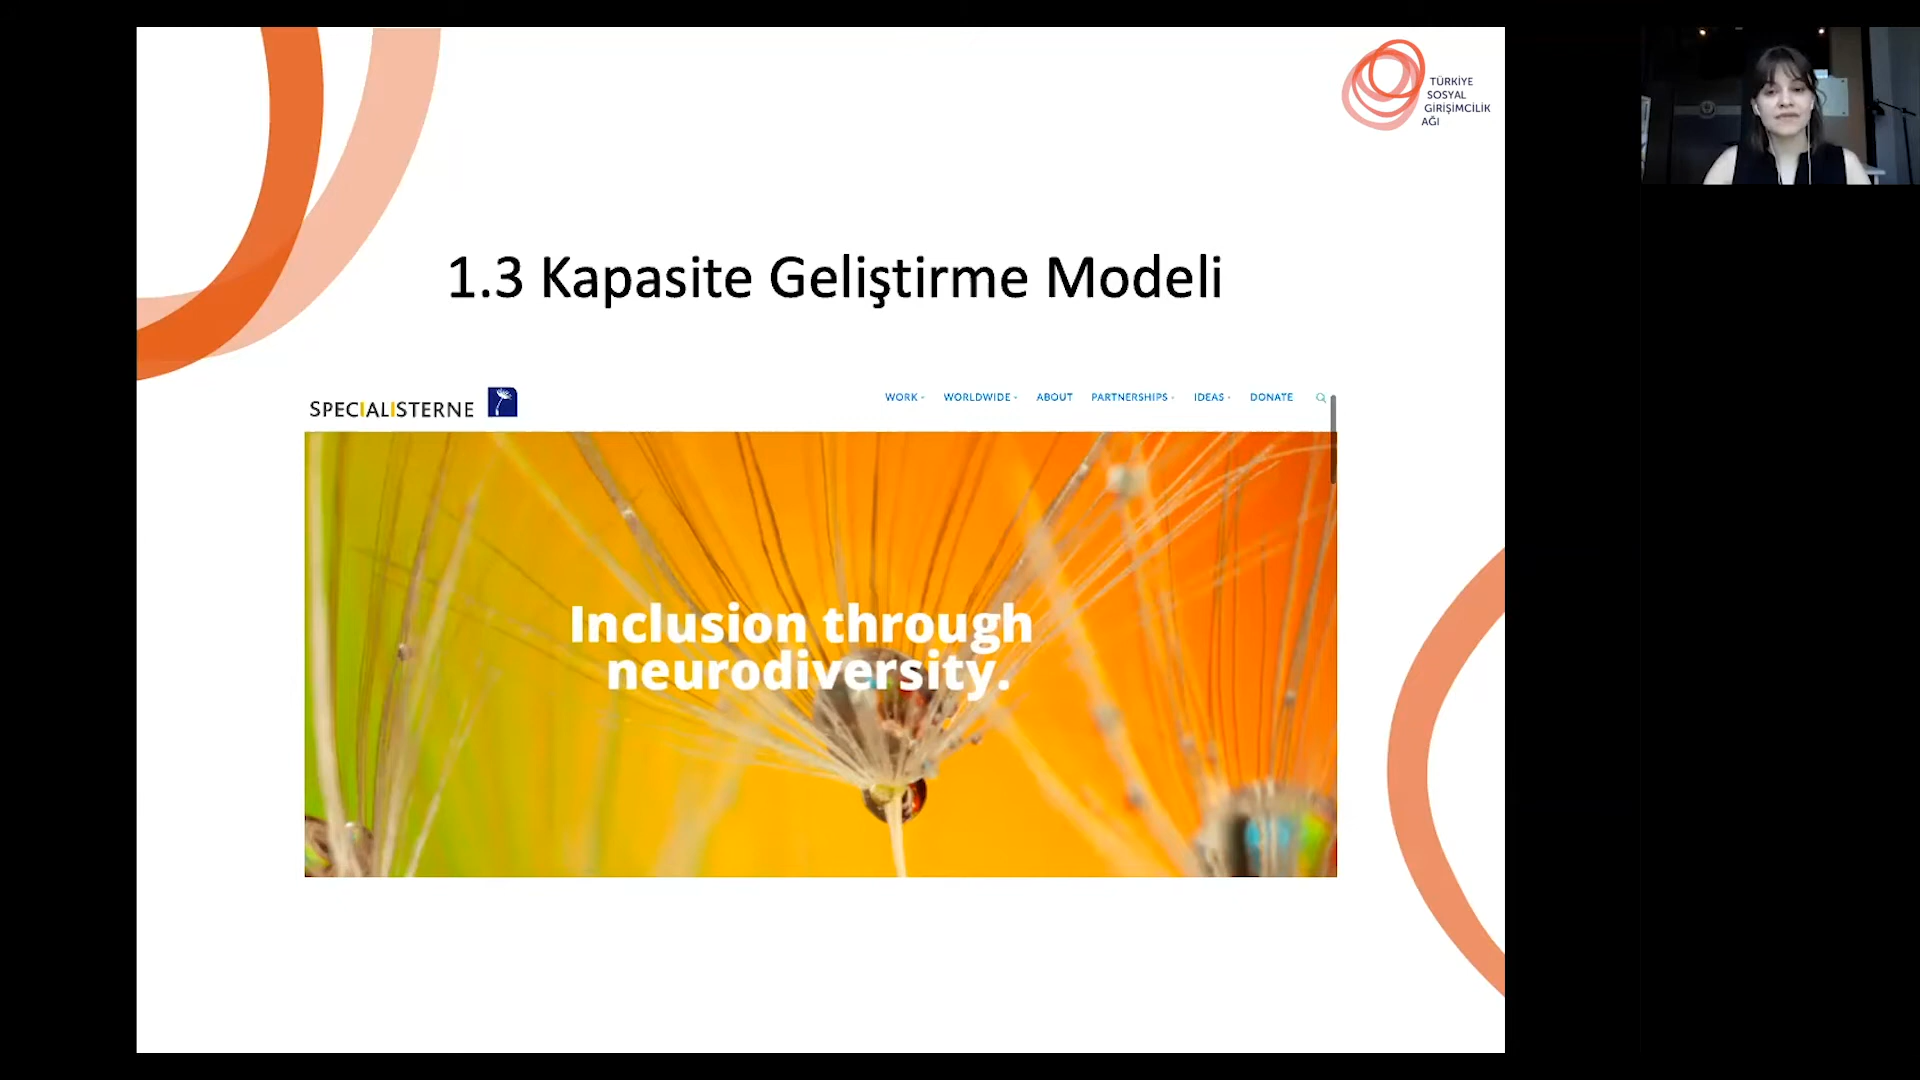 TÜRKİYE
SOSYAL
GİRİŞİMCİLİK
AĞI
1.3 Kapasite Geliştirme Modeli
SPECIALISTERNE
WORK WORLDWIDE ABOUT PARTNERSHIPS IDEAS DONATE
Inclusion through
neurodiversity.